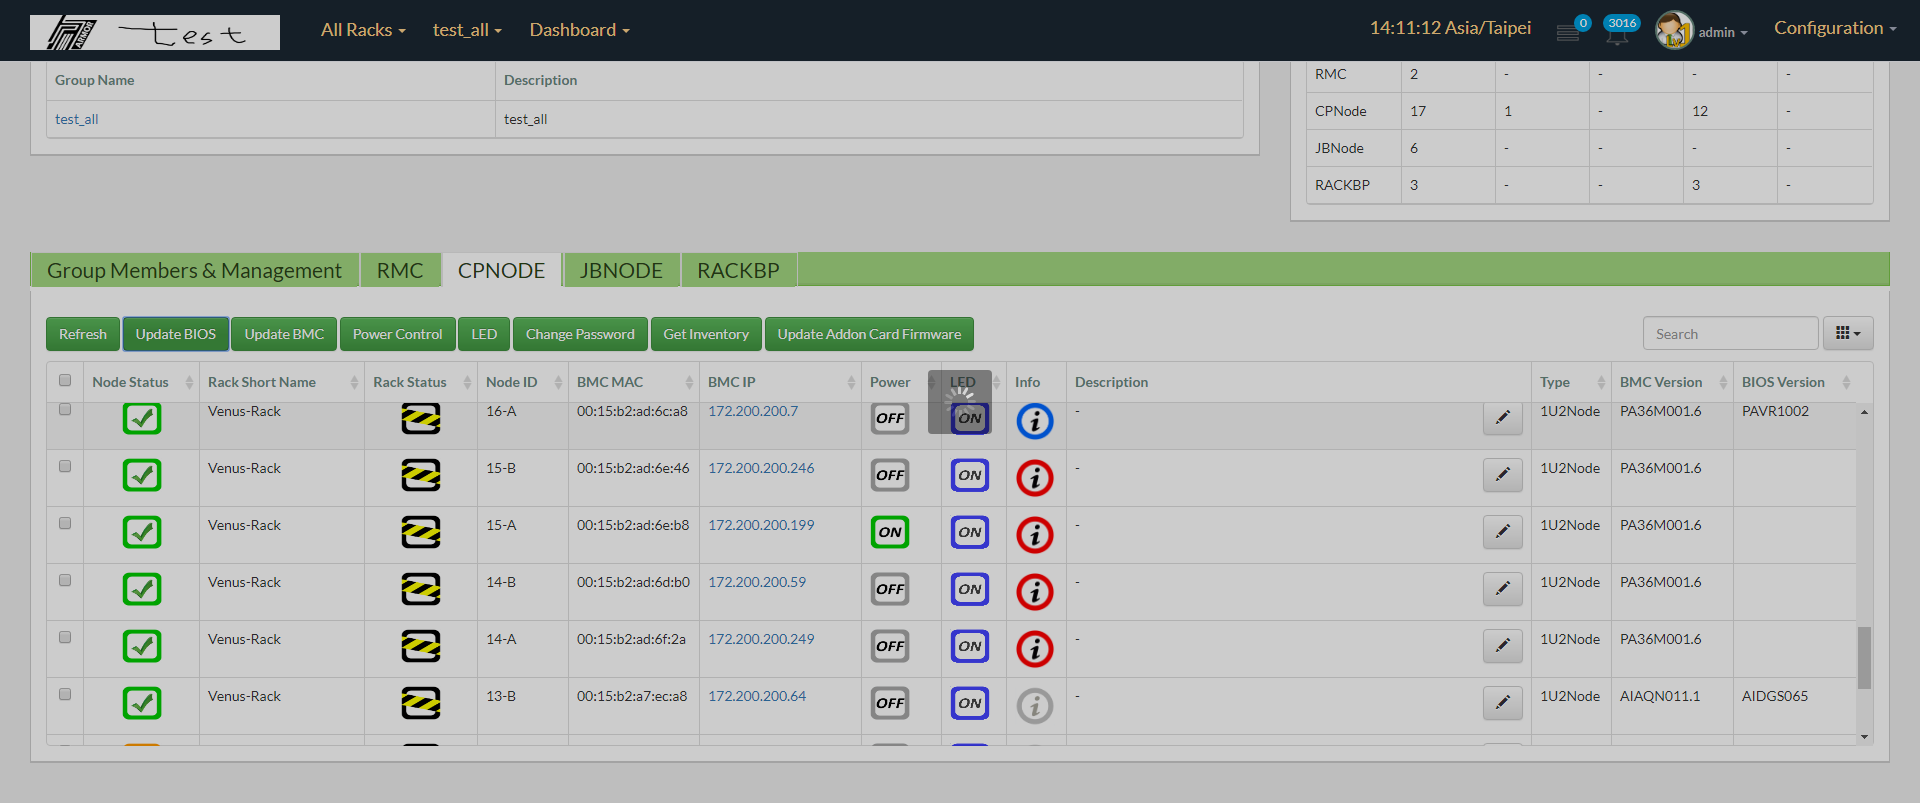 ARMOR test All Racks test_all Dashboard 14:11:12 Asia/Taipei 0 3016 admin Configuration
Group Name Description
test_all test_all
RMC 2 - - - -
CPNode 17 1 - 12 -
JBNode 6 - - - -
RACKBP 3 - - 3 -
Group Members & Management RMC CPNODE JBNODE RACKBP
Refresh Update BIOS Update BMC Power Control LED Change Password Get Inventory Update Addon Card Firmware Search
Node Status Rack Short Name Rack Status Node ID BMC MAC BMC IP Power LED Info Description Type BMC Version BIOS Version
Venus-Rack 16-A 00:15:b2:ad:6c:a8 172.200.200.7 OFF ON i - 1U2Node PA36M001.6 PAVR1002
Venus-Rack 15-B 00:15:b2:ad:6e:46 172.200.200.246 OFF ON i - 1U2Node PA36M001.6
Venus-Rack 15-A 00:15:b2:ad:6e:b8 172.200.200.199 ON ON i - 1U2Node PA36M001.6
Venus-Rack 14-B 00:15:b2:ad:6d:b0 172.200.200.59 OFF ON i - 1U2Node PA36M001.6
Venus-Rack 14-A 00:15:b2:ad:6f:2a 172.200.200.249 OFF ON i - 1U2Node PA36M001.6
Venus-Rack 13-B 00:15:b2:a7:ec:a8 172.200.200.64 OFF ON i - 1U2Node AIAQN011.1 AIDGS065